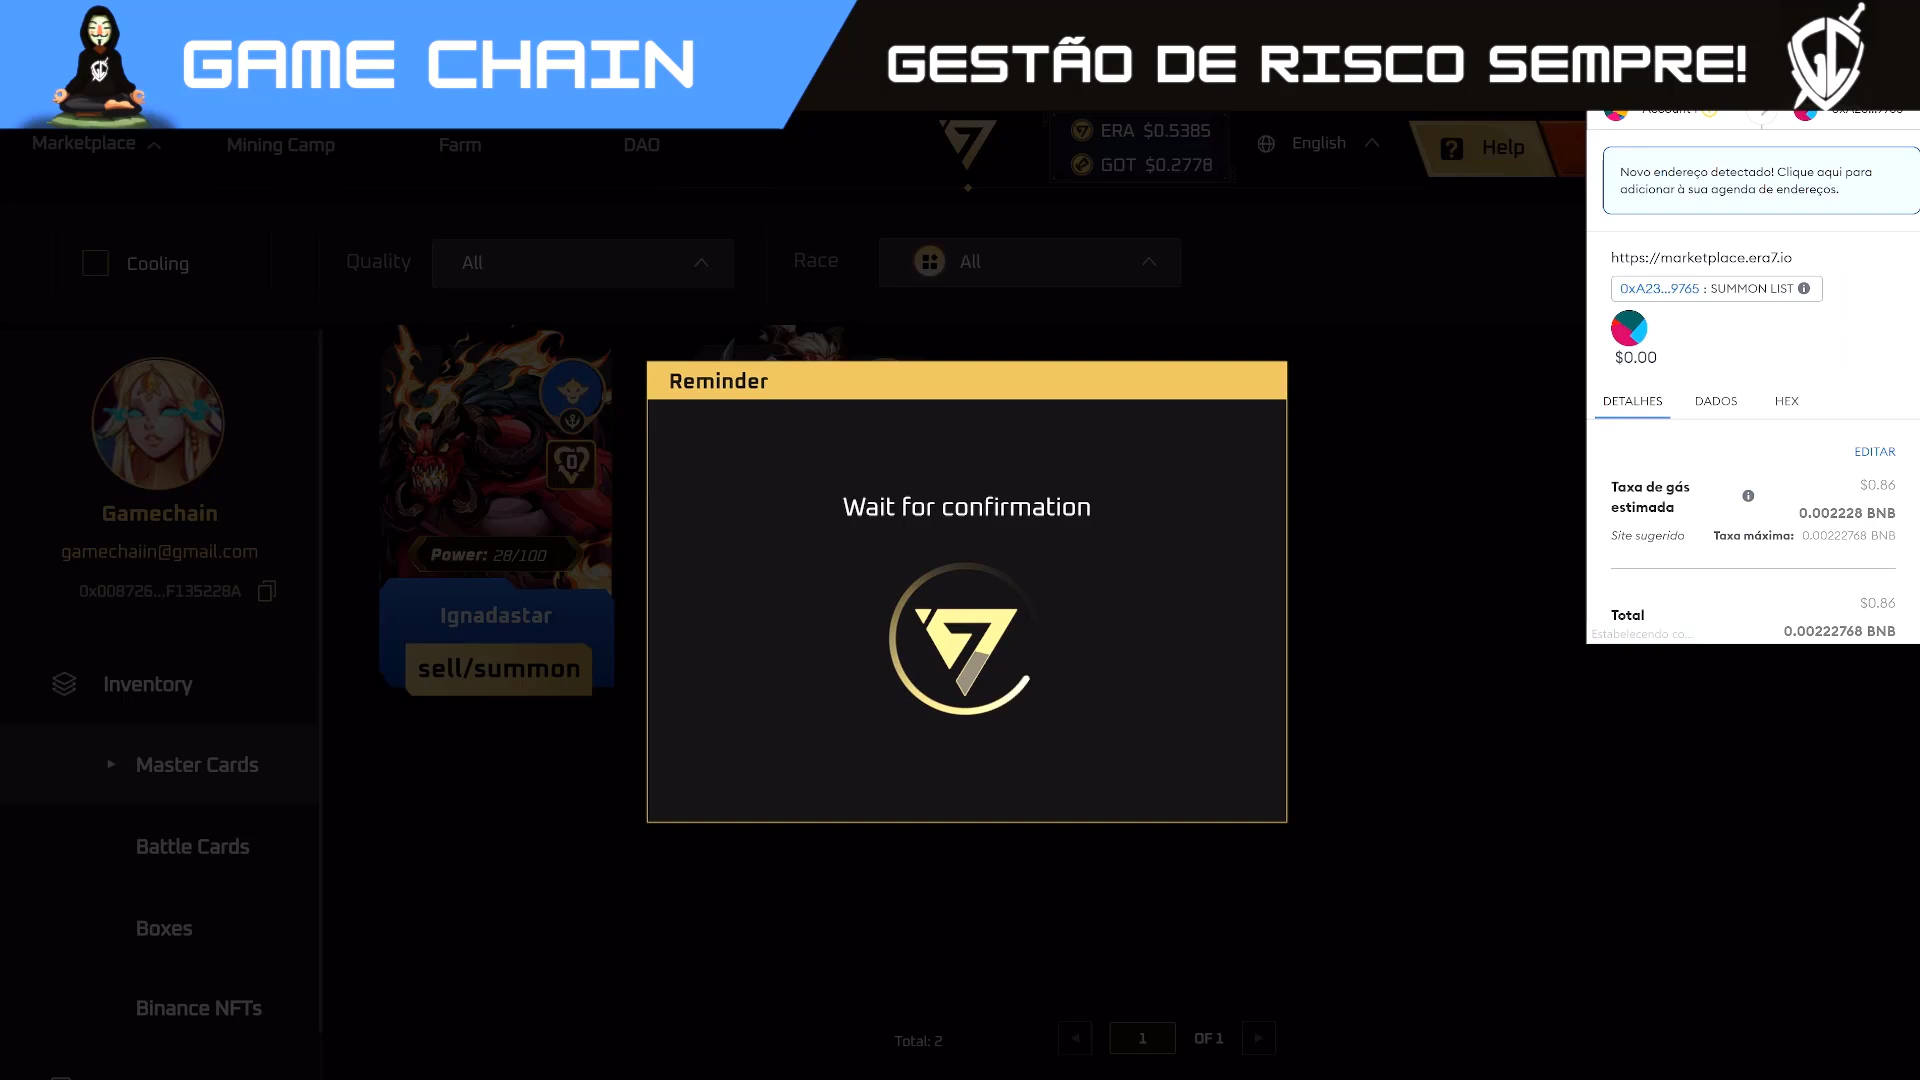 GAME CHAIN
GESTÃO DE RISCO SEMPRE!
Marketplace
Mining Camp
Farm
DAO
ERA $0.5385
GOT $0.2778
English
Help
Novo endereço detectado! Clique aqui para
adicionar à sua agenda de endereços.
Cooling
Quality
All
Race
All
https://marketplace.era7.io
0xA23...9765 : SUMMON LIST
$0.00
DETALHES
DADOS
HEX
EDITAR
Taxa de gás
estimada
$0.86
0.002228 BNB
Site sugerido
Taxa máxima: 0.00222768 BNB
Total
$0.86
0.00222768 BNB
Estabelecendo co...
Reminder
Wait for confirmation
Gamechain
gamechaiin@gmail.com
0x008726...F135228A
0
Power: 28/100
Ignadastar
sell/summon
Inventory
Master Cards
Battle Cards
Boxes
Binance NFTs
Total: 2
1
OF 1